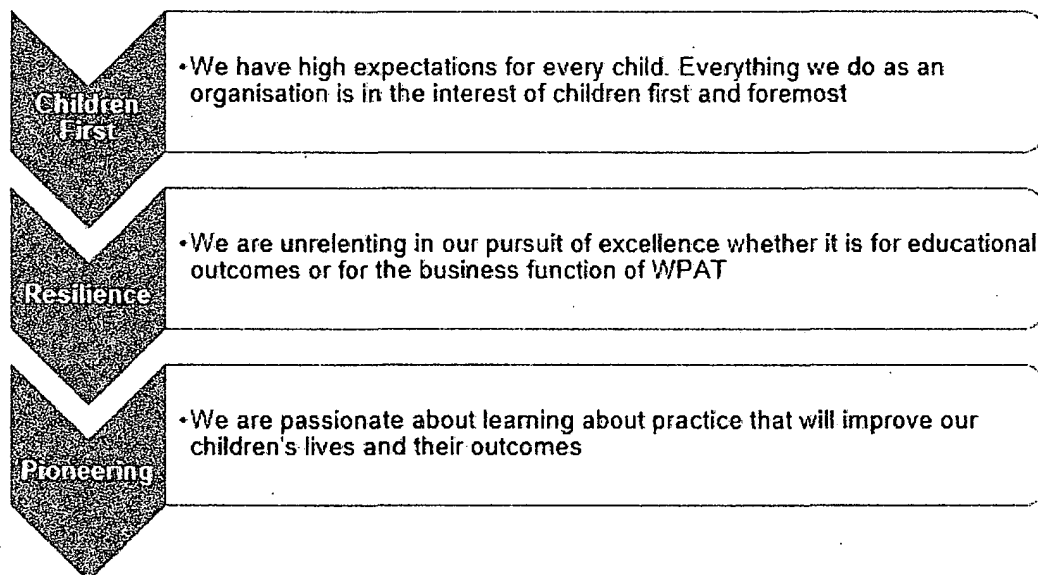 Children
First
•We have high expectations for every child. Everything we do as an
organisation is in the interest of children first and foremost
Resilience
•We are unrelenting in our pursuit of excellence whether it is for educational
outcomes or for the business function of WPAT
Pioneering
•We are passionate about learning about practice that will improve our
children's lives and their outcomes